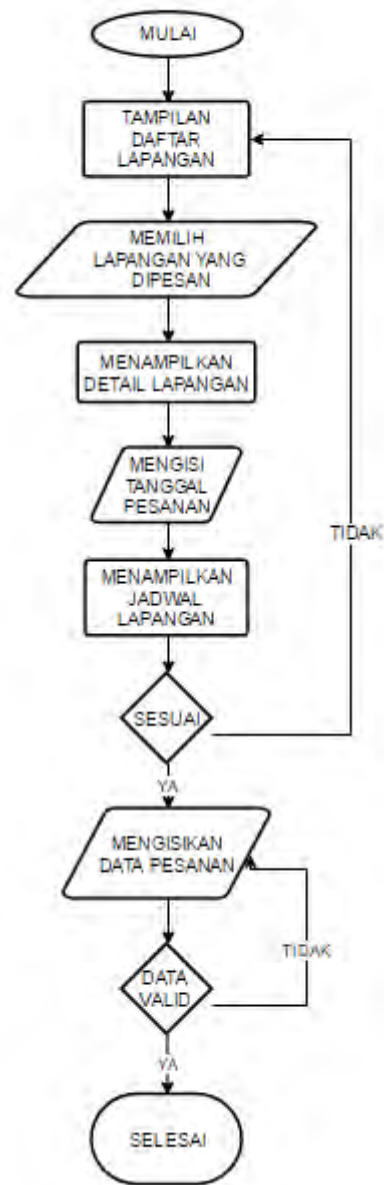 MULAI
TAMPILAN
DAFTAR
LAPANGAN
MEMILIH
LAPANGAN YANG
DIPESAN
MENAMPILKAN
DETAIL LAPANGAN
MENGISI
TANGGAL
PESANAN
TIDAK
MENAMPILKAN
JADWAL
LAPANGAN
SESUAI
YA
MENGISIKAN
DATA PESANAN
TIDAK
DATA
VALID
YA
SELESAI